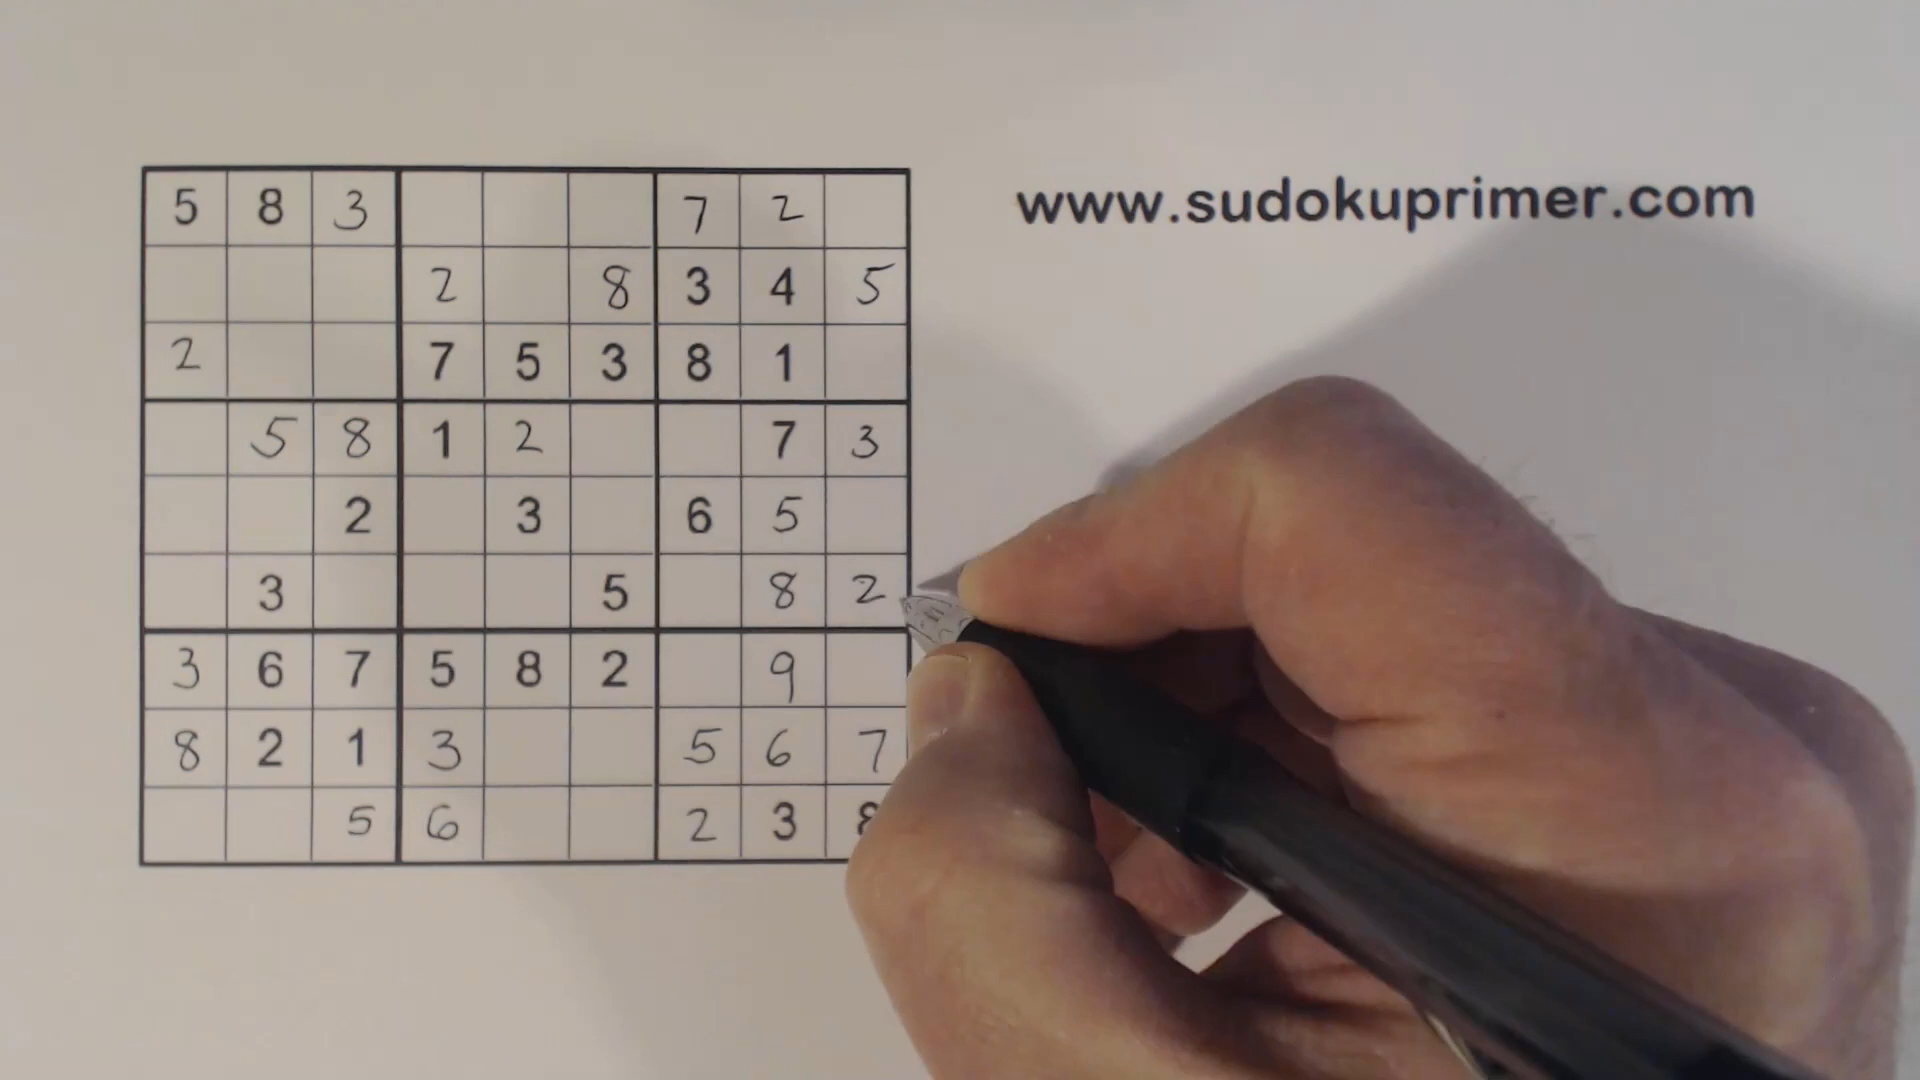 www.sudokuprimer.com
5 8 3 7 2
2 8 3 4 5
2 7 5 3 8 1
5 8 1 2 7 3
2 3 6 5
3 5 8 2
3 6 7 5 8 2 9
8 2 1 3 5 6 7
5 6 2 3 8